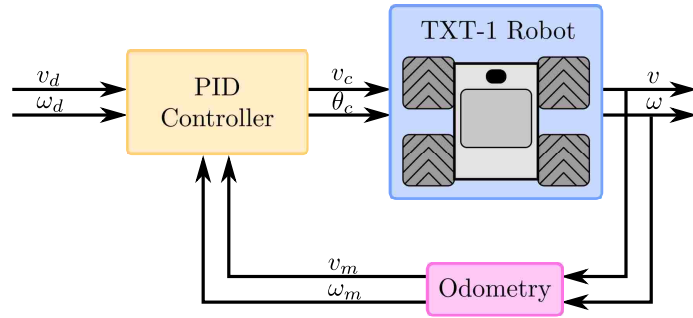 TXT-1 Robot
v_d
ω_d
PID
Controller
v_c
θ_c
v
ω
v_m
ω_m
Odometry